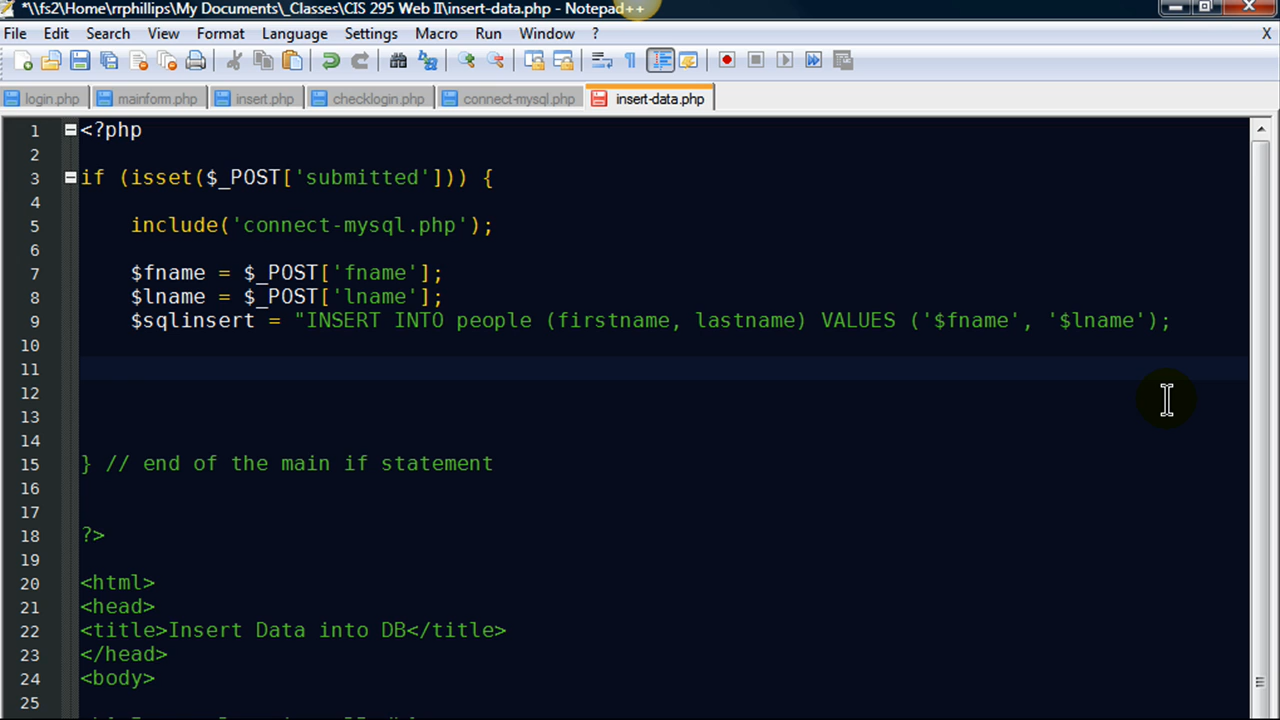 *\\fs2\Home\rrphillips\My Documents\_Classes\CIS 295 Web II\insert-data.php - Notepad++
File Edit Search View Format Language Settings Macro Run Window ? X
login.php mainform.php insert.php checklogin.php connect-mysql.php insert-data.php
1 <?php
2
3 if (isset($_POST['submitted'])) {
4
5 include('connect-mysql.php');
6
7 $fname = $_POST['fname'];
8 $lname = $_POST['lname'];
9 $sqlinsert = "INSERT INTO people (firstname, lastname) VALUES ('$fname', '$lname');
10
11
12
13
14
15 } // end of the main if statement
16
17
18 ?>
19
20 <html>
21 <head>
22 <title>Insert Data into DB</title>
23 </head>
24 <body>
25